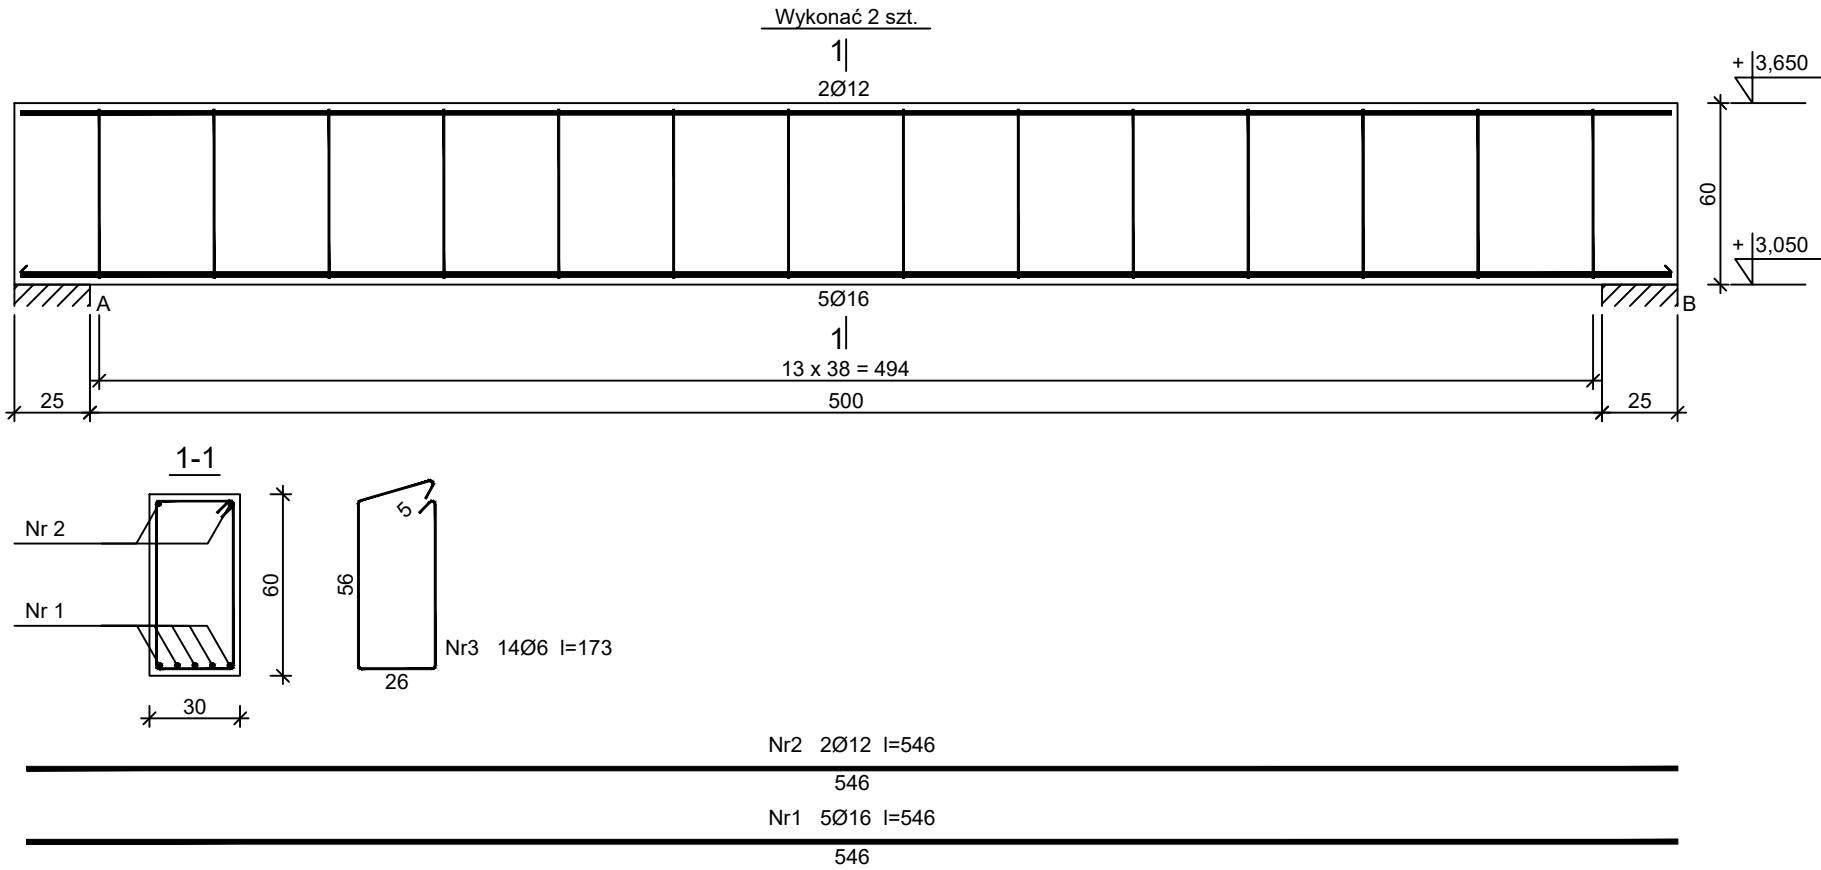 Wykonać 2 szt.
1
2Ø12
+ 3,650
60
+ 3,050
A
5Ø16
B
1
13 x 38 = 494
25
500
25
1-1
Nr 2
Nr 1
60
30
5
56
26
Nr3 14Ø6 l=173
Nr2 2Ø12 l=546
546
Nr1 5Ø16 l=546
546